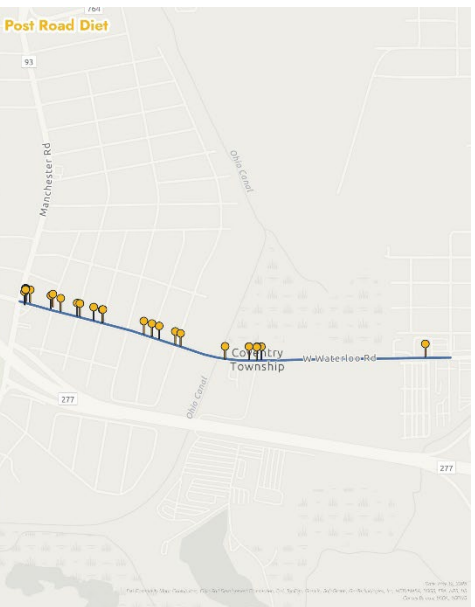 764
Post Road Diet
93
Manchester Rd
Ohio Canal
Coventry
Township
W Waterloo Rd
277
Ohio Canal
277